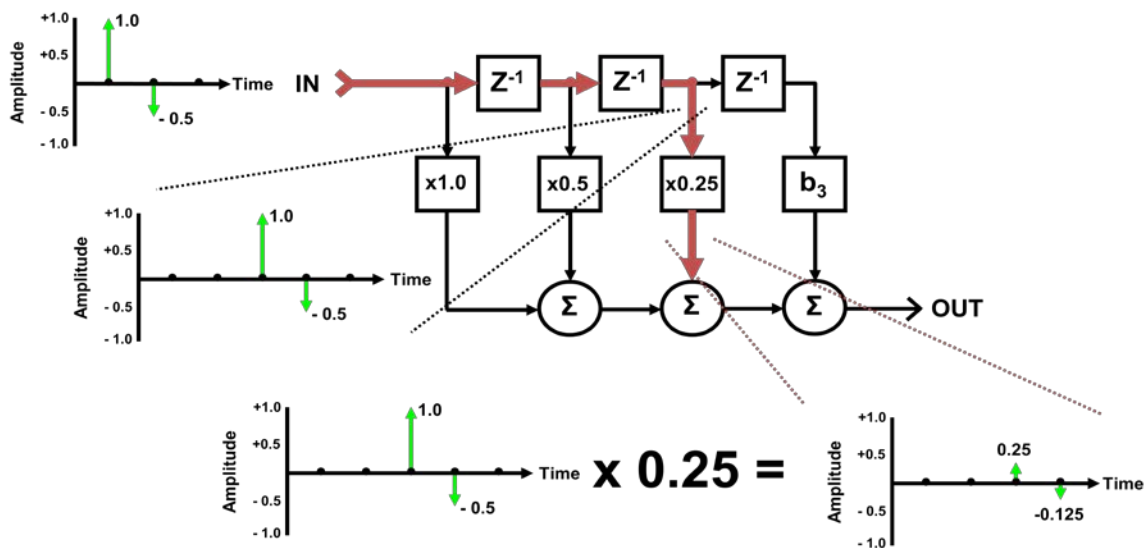 +1.0
1.0
+0.5
Amplitude
Time
- 0.5
- 0.5
- 1.0
IN
Z-1
Z-1
Z-1
x1.0
x0.5
x0.25
b3
+1.0
1.0
+0.5
Amplitude
Time
- 0.5
- 0.5
- 1.0
Σ
Σ
Σ
OUT
+1.0
1.0
+0.5
Amplitude
Time
- 0.5
- 0.5
- 1.0
x 0.25 =
+1.0
+0.5
0.25
Amplitude
Time
- 0.5
-0.125
- 1.0